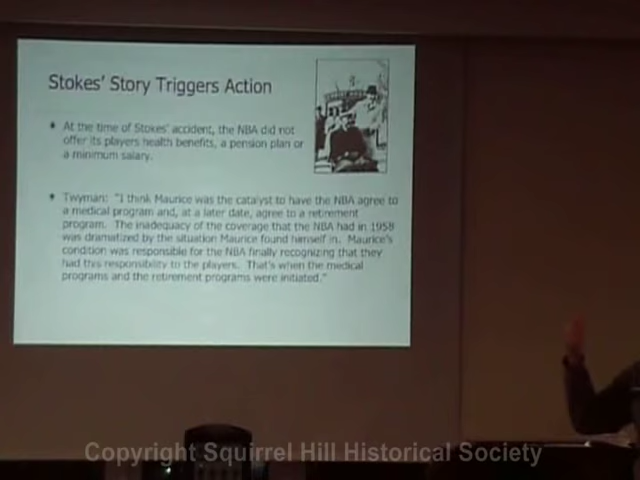 Stokes' Story Triggers Action
At the time of Stokes' accident, the NBA did not
offer its players health benefits, a pension plan or
a minimum salary.
Twyman: "I think Maurice was the catalyst to have the NBA agree to
a medical program and, at a later date, agree to a retirement
program. The inadequacy of the coverage that the NBA had in 1958
was dramatized by the situation Maurice found himself in. Maurice's
condition was responsible for the NBA finally recognizing that they
had this responsibility to the players. That's when the medical
programs and the retirement programs were initiated."
Copyright Squirrel Hill Historical Society